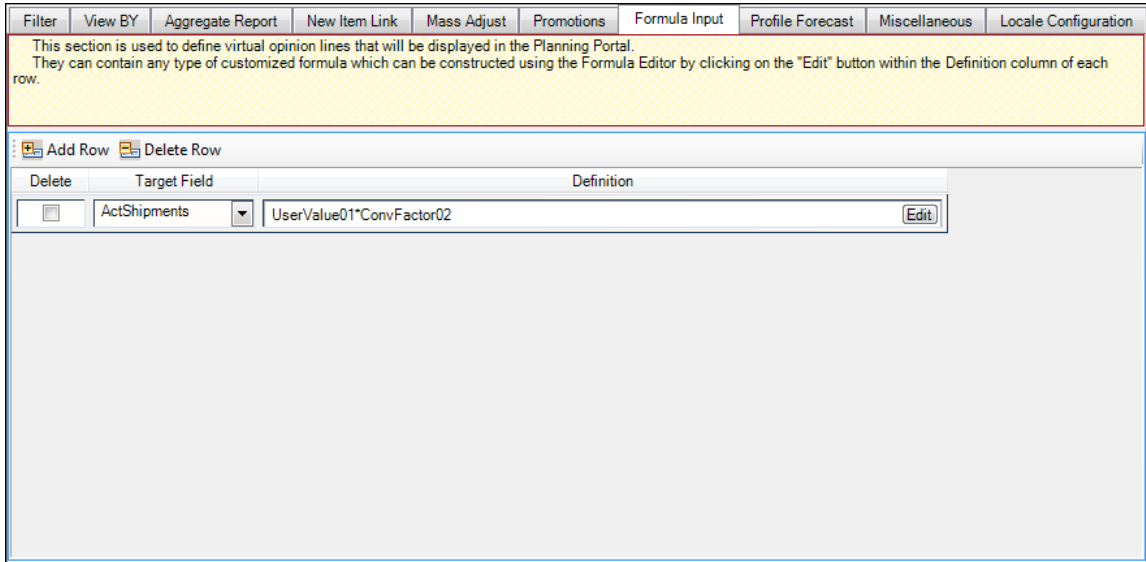 Filter View BY Aggregate Report New Item Link Mass Adjust Promotions Formula Input Profile Forecast Miscellaneous Locale Configuration
This section is used to define virtual opinion lines that will be displayed in the Planning Portal.
They can contain any type of customized formula which can be constructed using the Formula Editor by clicking on the "Edit" button within the Definition column of each
row.
Add Row Delete Row
Delete Target Field Definition
ActShipments UserValue01*ConvFactor02 Edit